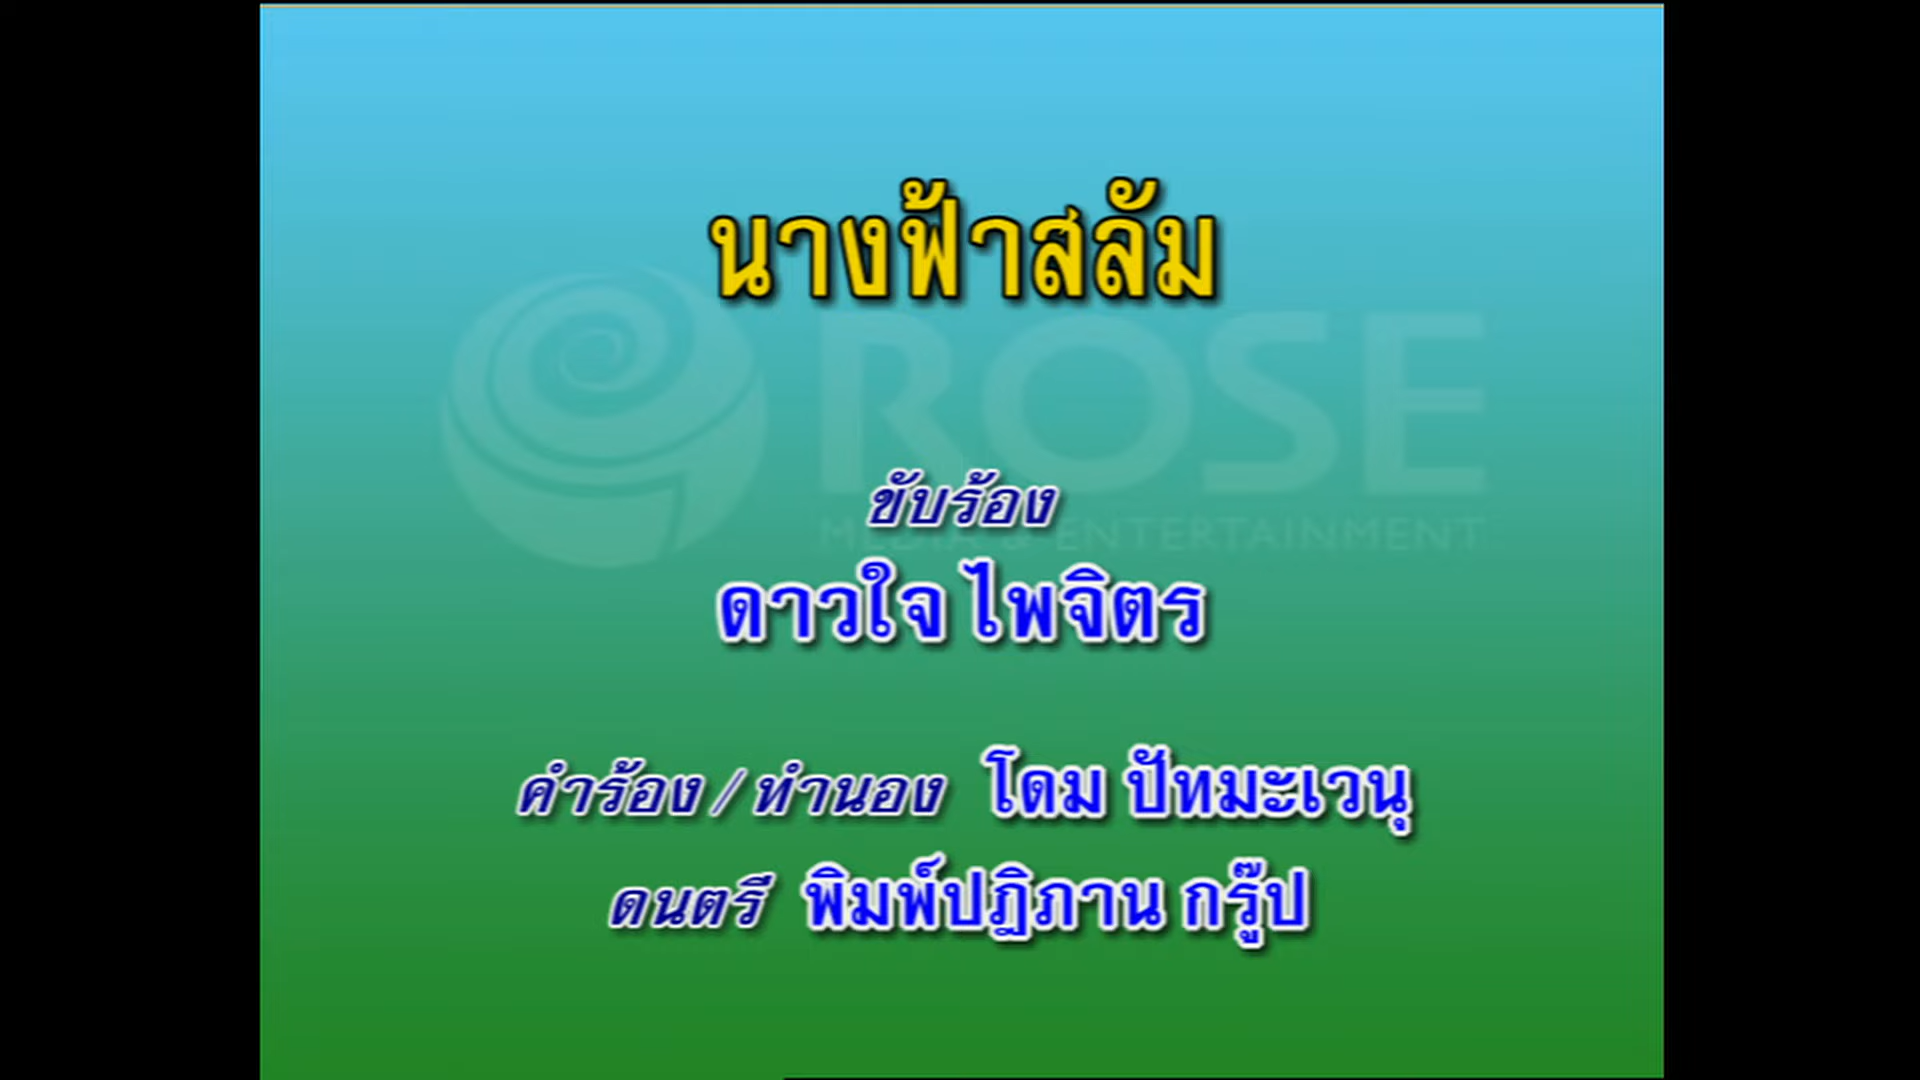 นางฟ้าสลัม
ROSE
MEDIA & ENTERTAINMENT
ขับร้อง
ดาวใจ ไพจิตร
คำร้อง / ทำนอง โดม ปัทมะเวนุ
ดนตรี พิมพ์ปฎิภาน กรู๊ป